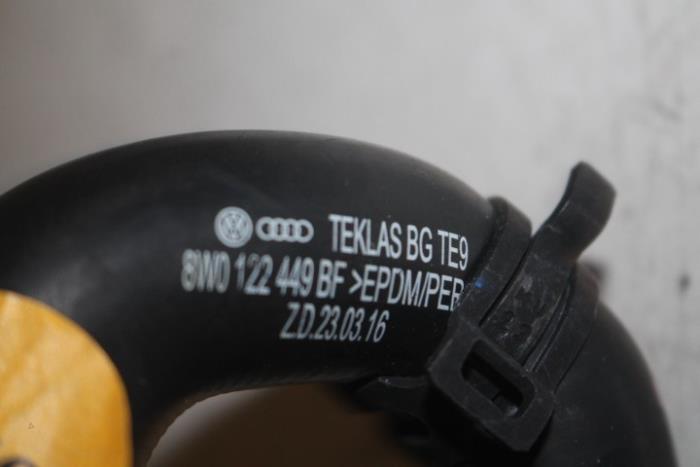 TEKLAS BG TE9
8W0 122 449 BF >EPDM/PER
Z.D.23.03.16